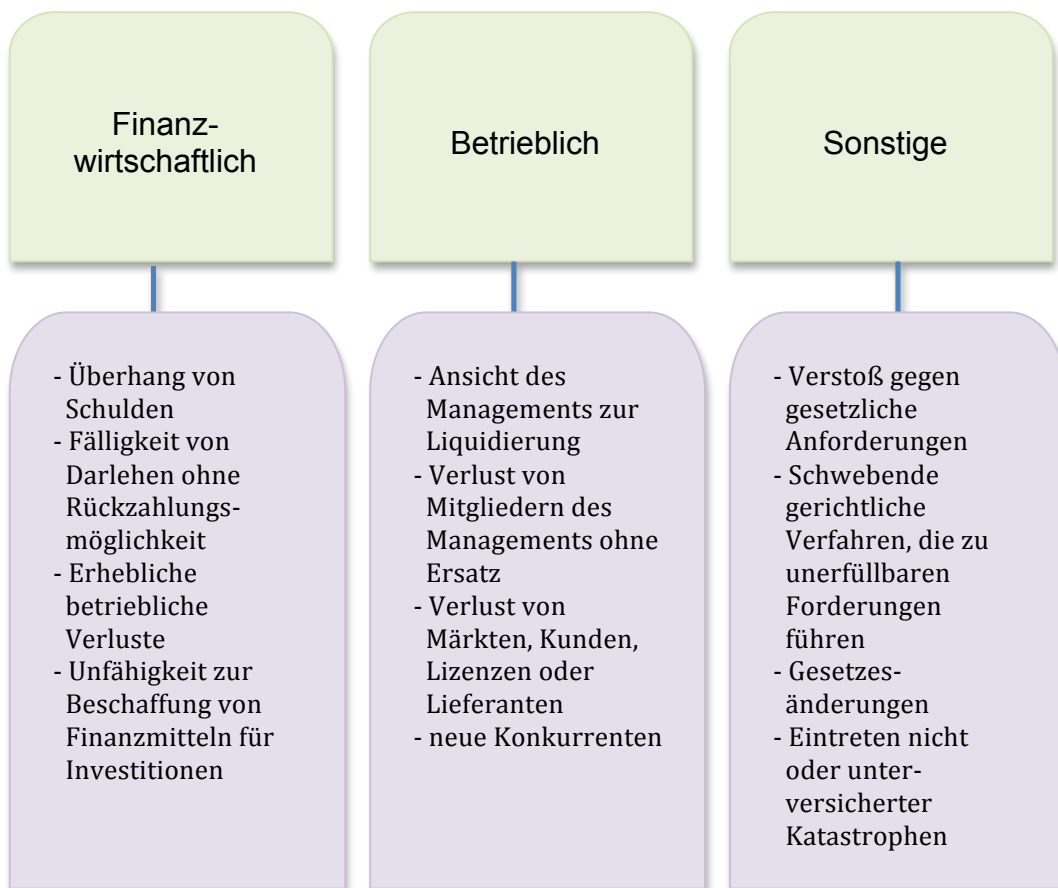 Finanz-
wirtschaftlich
Betrieblich
Sonstige
- Überhang von
Schulden
- Fälligkeit von
Darlehen ohne
Rückzahlungs-
möglichkeit
- Erhebliche
betriebliche
Verluste
- Unfähigkeit zur
Beschaffung von
Finanzmitteln für
Investitionen
- Ansicht des
Managements zur
Liquidierung
- Verlust von
Mitgliedern des
Managements ohne
Ersatz
- Verlust von
Märkten, Kunden,
Lizenzen oder
Lieferanten
- neue Konkurrenten
- Verstoß gegen
gesetzliche
Anforderungen
- Schwebende
gerichtliche
Verfahren, die zu
unerfüllbaren
Forderungen
führen
- Gesetzes-
änderungen
- Eintreten nicht
oder unter-
versicherter
Katastrophen